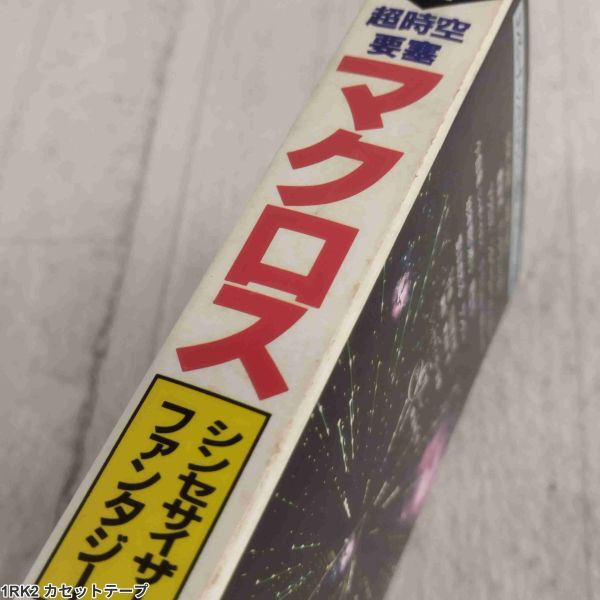 超時空
要塞
マクロス
シンセサイザ
ファンタジー
1RK2 カセットテープ